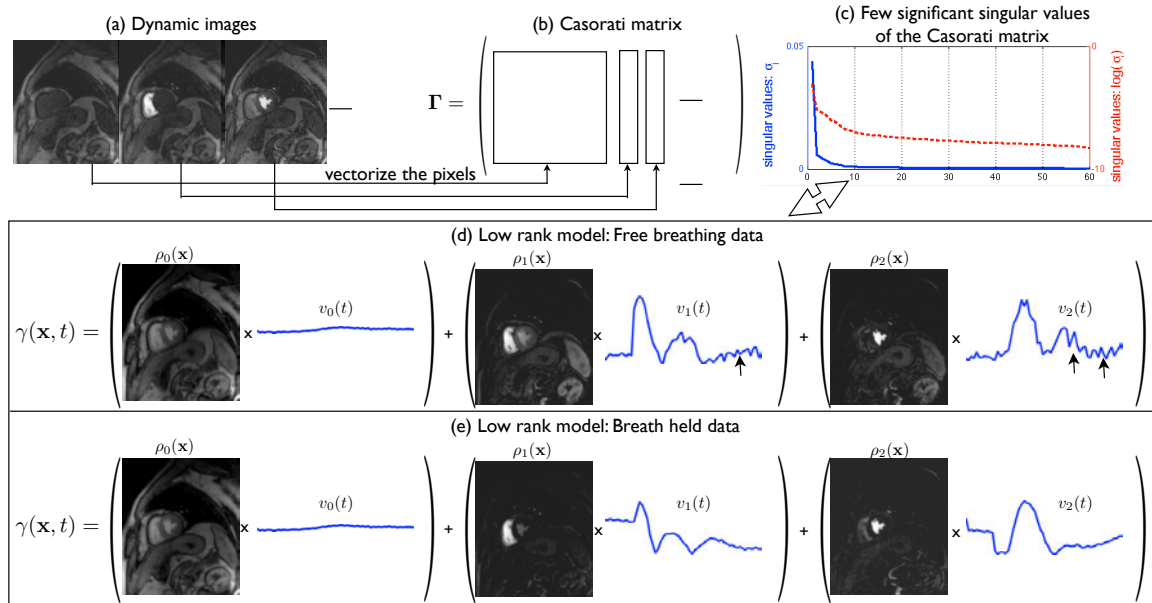 (a) Dynamic images
(b) Casorati matrix
(c) Few significant singular values
of the Casorati matrix
Γ =
vectorize the pixels
singular values: σᵢ
0.05
0
0
-10
singular values: log(σᵢ)
10 20 30 40 50 60
(d) Low rank model: Free breathing data
γ(x, t) =
ρ₀(x)
x
v₀(t)
+
ρ₁(x)
x
v₁(t)
+
ρ₂(x)
x
v₂(t)
(e) Low rank model: Breath held data
γ(x, t) =
ρ₀(x)
x
v₀(t)
+
ρ₁(x)
x
v₁(t)
+
ρ₂(x)
x
v₂(t)